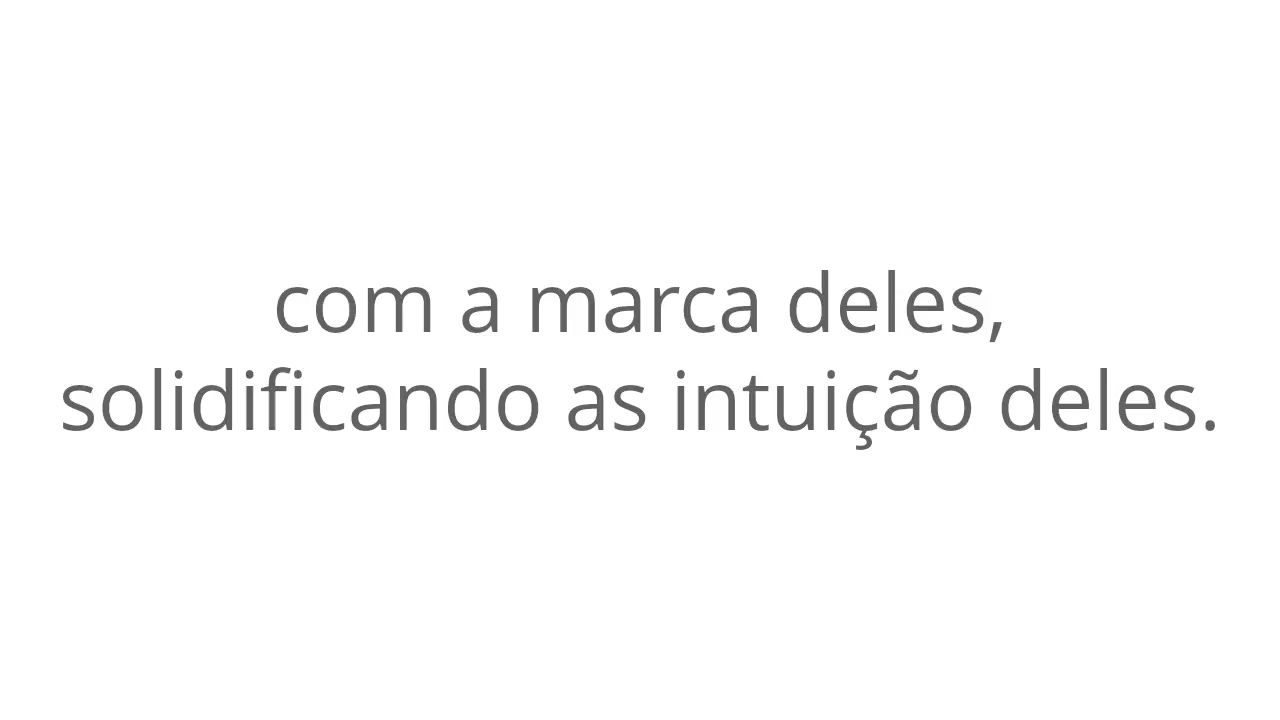 com a marca deles,
solidificando as intuição deles.